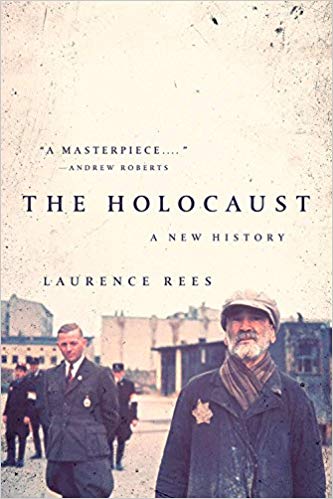 "A MASTERPIECE...."
—ANDREW ROBERTS
THE HOLOCAUST
A NEW HISTORY
LAURENCE REES